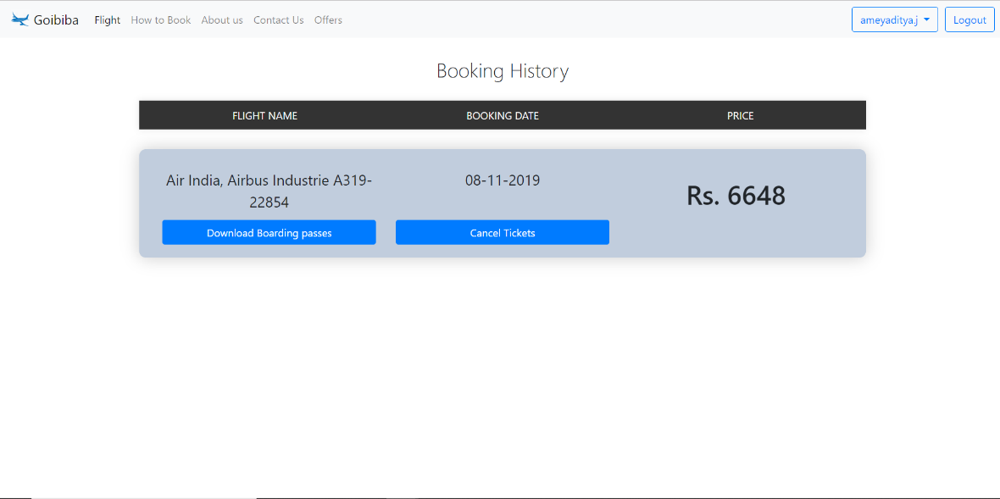 Goibiba Flight How to Book About us Contact Us Offers ameyaditya.j Logout
Booking History
FLIGHT NAME BOOKING DATE PRICE
Air India, Airbus Industrie A319-
22854
08-11-2019
Rs. 6648
Download Boarding passes Cancel Tickets